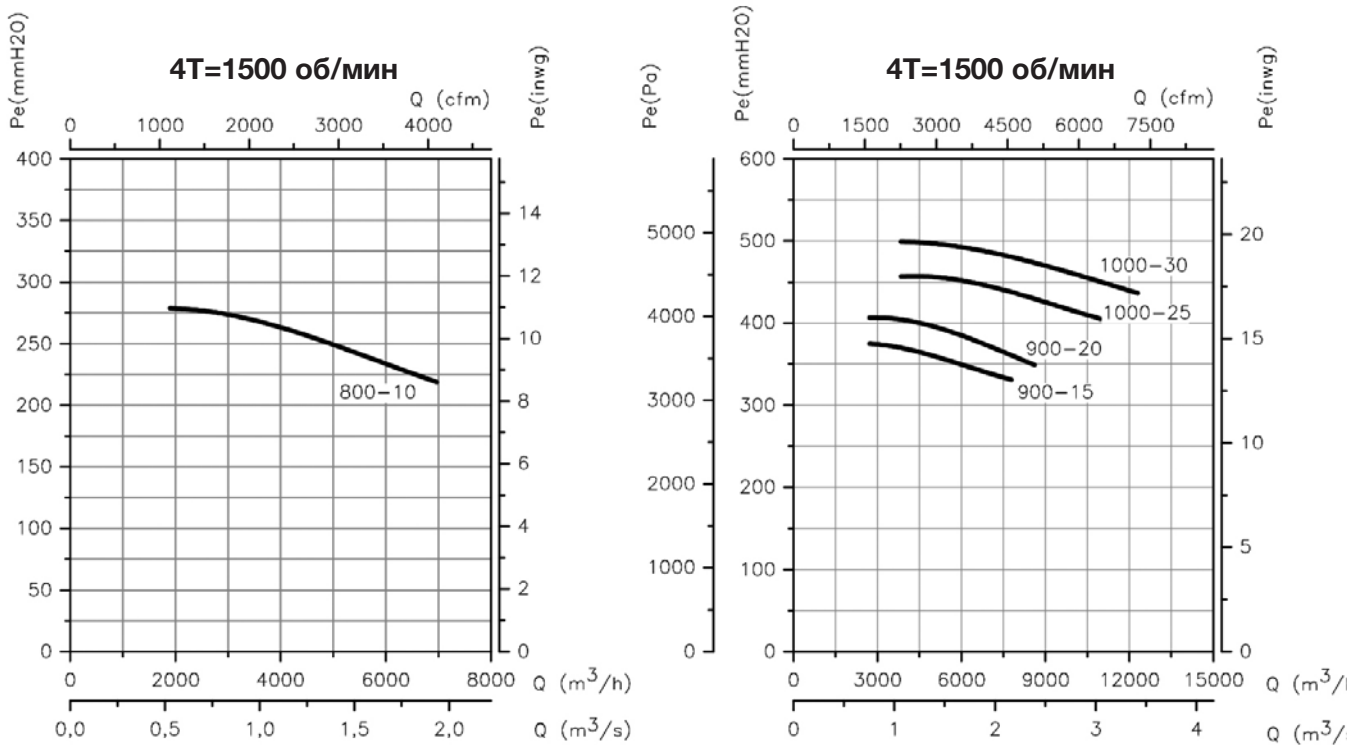 4T=1500 об/мин
Pe(mmH2O)
Q (cfm)
0 1000 2000 3000 4000
Pe(inwg)
400
350
300
250
200
150
100
50
0
14
12
10
8
6
4
2
0
800-10
0 2000 4000 6000 8000 Q (m³/h)
0,0 0,5 1,0 1,5 2,0 Q (m³/s)
4T=1500 об/мин
Pe(Pa)
Pe(mmH2O)
Q (cfm)
0 1500 3000 4500 6000 7500
Pe(inwg)
5000
4000
3000
2000
1000
0
600
500
400
300
200
100
0
20
15
10
5
0
1000-30
1000-25
900-20
900-15
0 3000 6000 9000 12000 15000 Q (m³/
0 1 2 3 4 Q (m³/